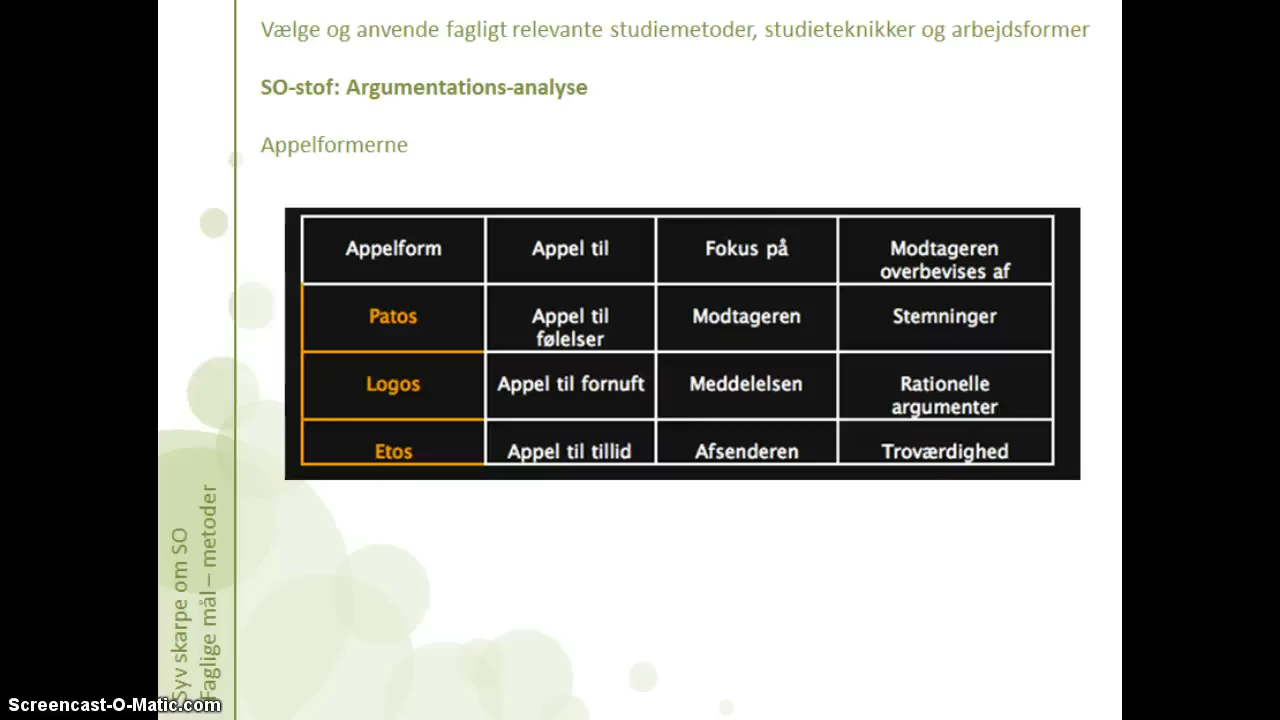 Vælge og anvende fagligt relevante studiemetoder, studieteknikker og arbejdsformer
SO-stof: Argumentations-analyse
Appelformerne
Appelform
Appel til
Fokus på
Modtageren
overbevises af
Patos
Appel til
følelser
Modtageren
Stemninger
Logos
Appel til fornuft
Meddelelsen
Rationelle
argumenter
Etos
Appel til tillid
Afsenderen
Troværdighed
Syv skarpe om SO
Faglige mål – metoder
Screencast-O-Matic.com